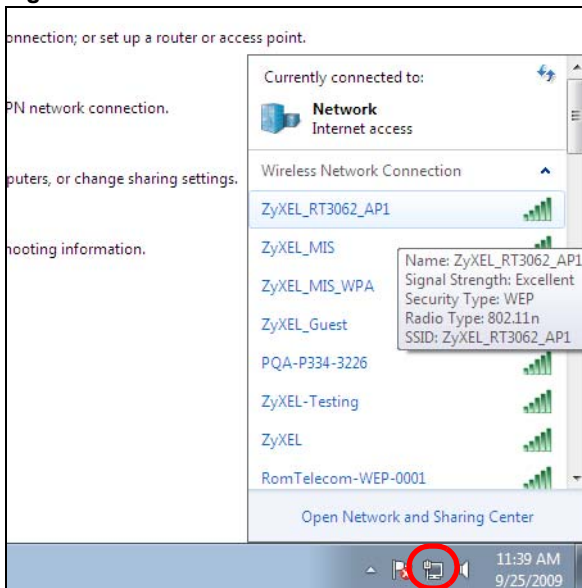 onnection; or set up a router or access point.
Currently connected to:
Network
Internet access
PN network connection.
Wireless Network Connection
puters, or change sharing settings.
ZyXEL_RT3062_AP1
hooting information.
ZyXEL_MIS
Name: ZyXEL_RT3062_AP1
Signal Strength: Excellent
Security Type: WEP
Radio Type: 802.11n
SSID: ZyXEL_RT3062_AP1
ZyXEL_MIS_WPA
ZyXEL_Guest
PQA-P334-3226
ZyXEL-Testing
ZyXEL
RomTelecom-WEP-0001
Open Network and Sharing Center
11:39 AM
9/25/2009